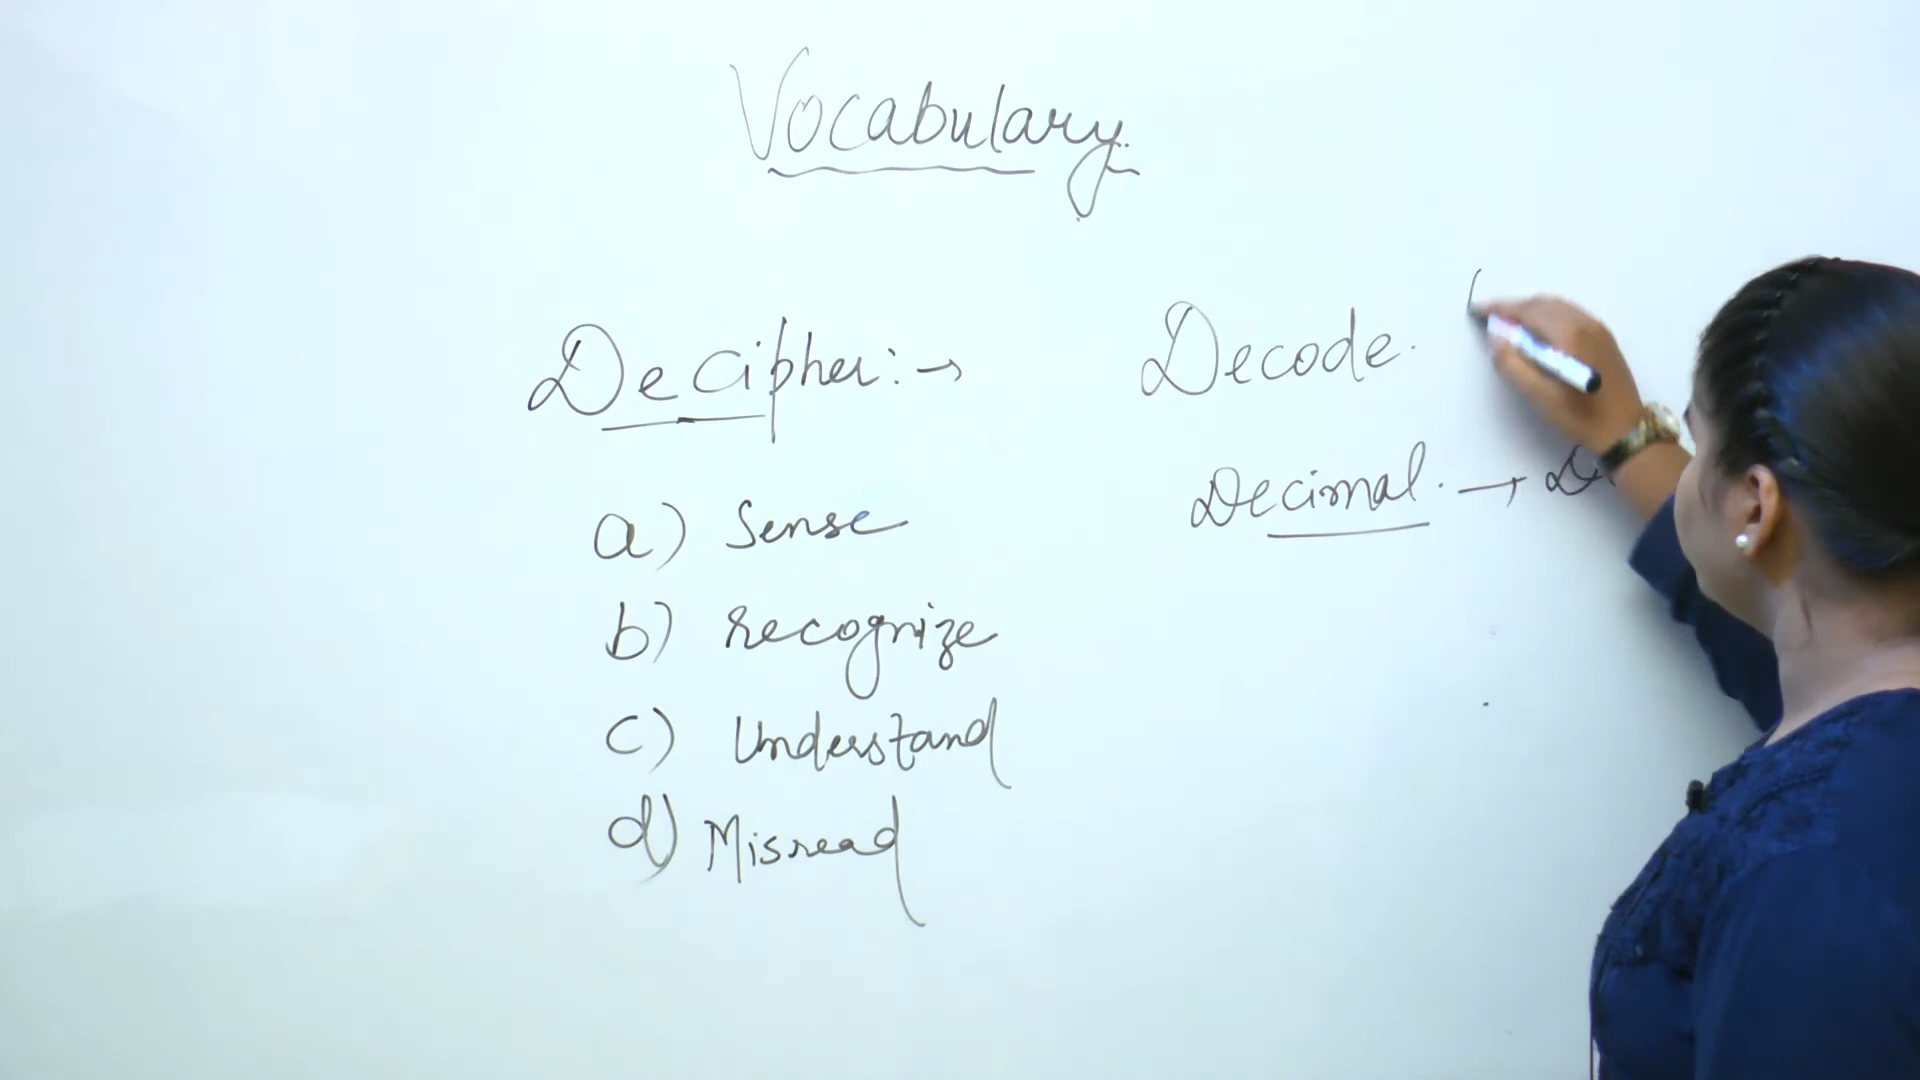 Vocabulary
Decipher:→
a) Sense
b) recognize
c) Understand
d) Misread
Decode.
Decimal. →